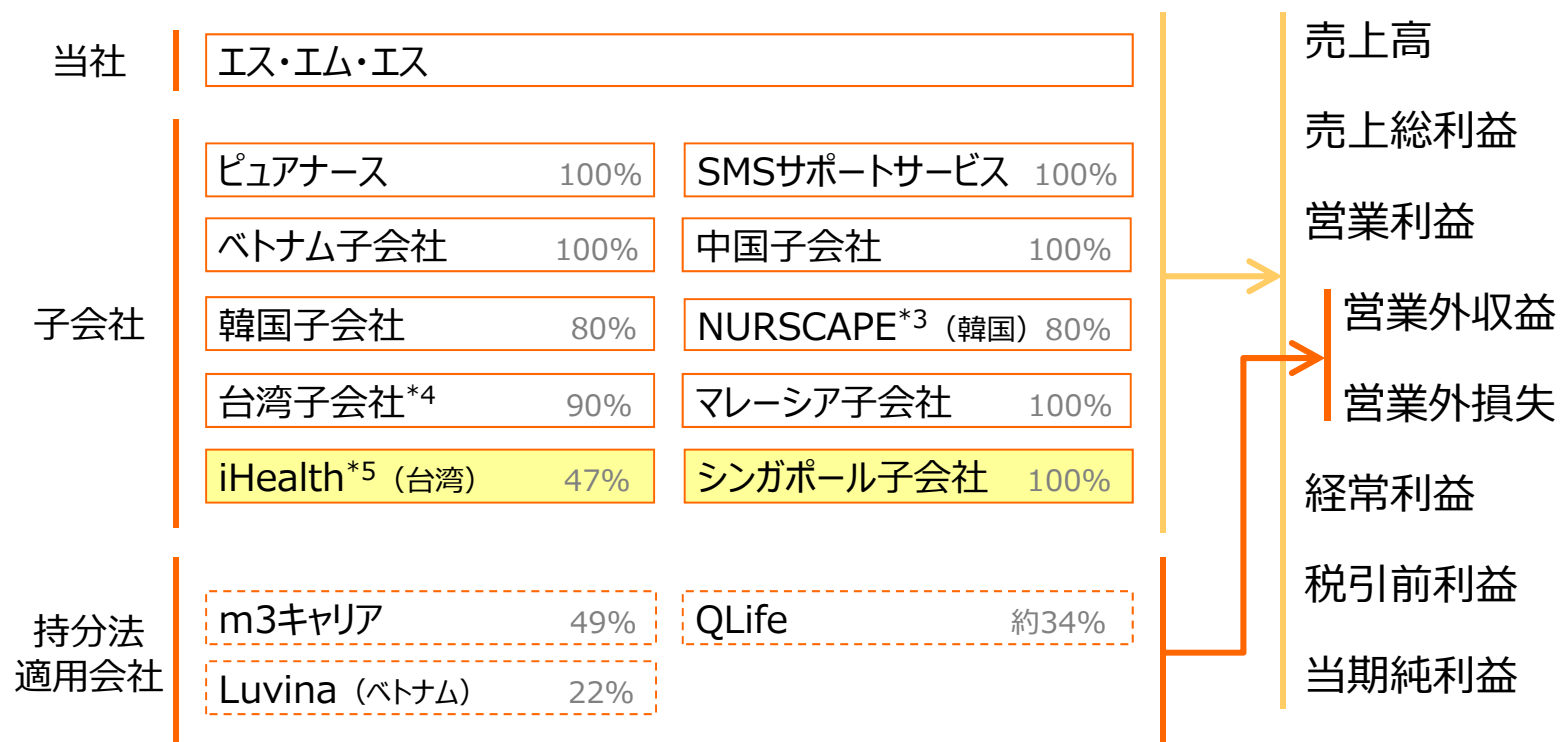 当社
エス・エム・エス
子会社
ピュアナース 100%
SMSサポートサービス 100%
ベトナム子会社 100%
中国子会社 100%
韓国子会社 80%
NURSCAPE*3（韓国）80%
台湾子会社*4 90%
マレーシア子会社 100%
iHealth*5（台湾） 47%
シンガポール子会社 100%
持分法
適用会社
m3キャリア 49%
QLife 約34%
Luvina（ベトナム） 22%
売上高
売上総利益
営業利益
営業外収益
営業外損失
経常利益
税引前利益
当期純利益